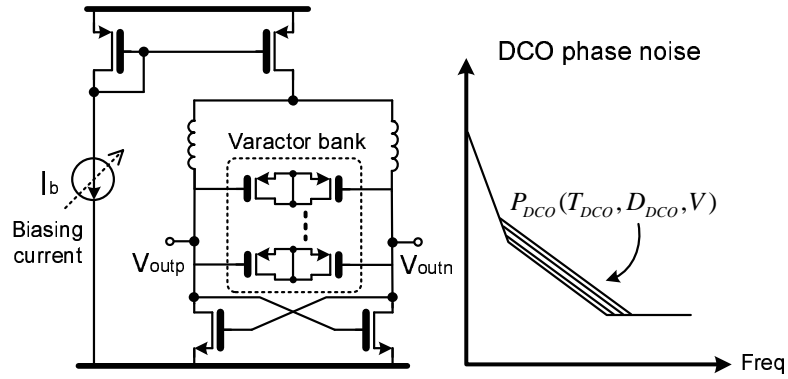 DCO phase noise
Varactor bank
Ib
Biasing
current
Voutp
Voutn
PDCO(TDCO, DDCO, V)
Freq